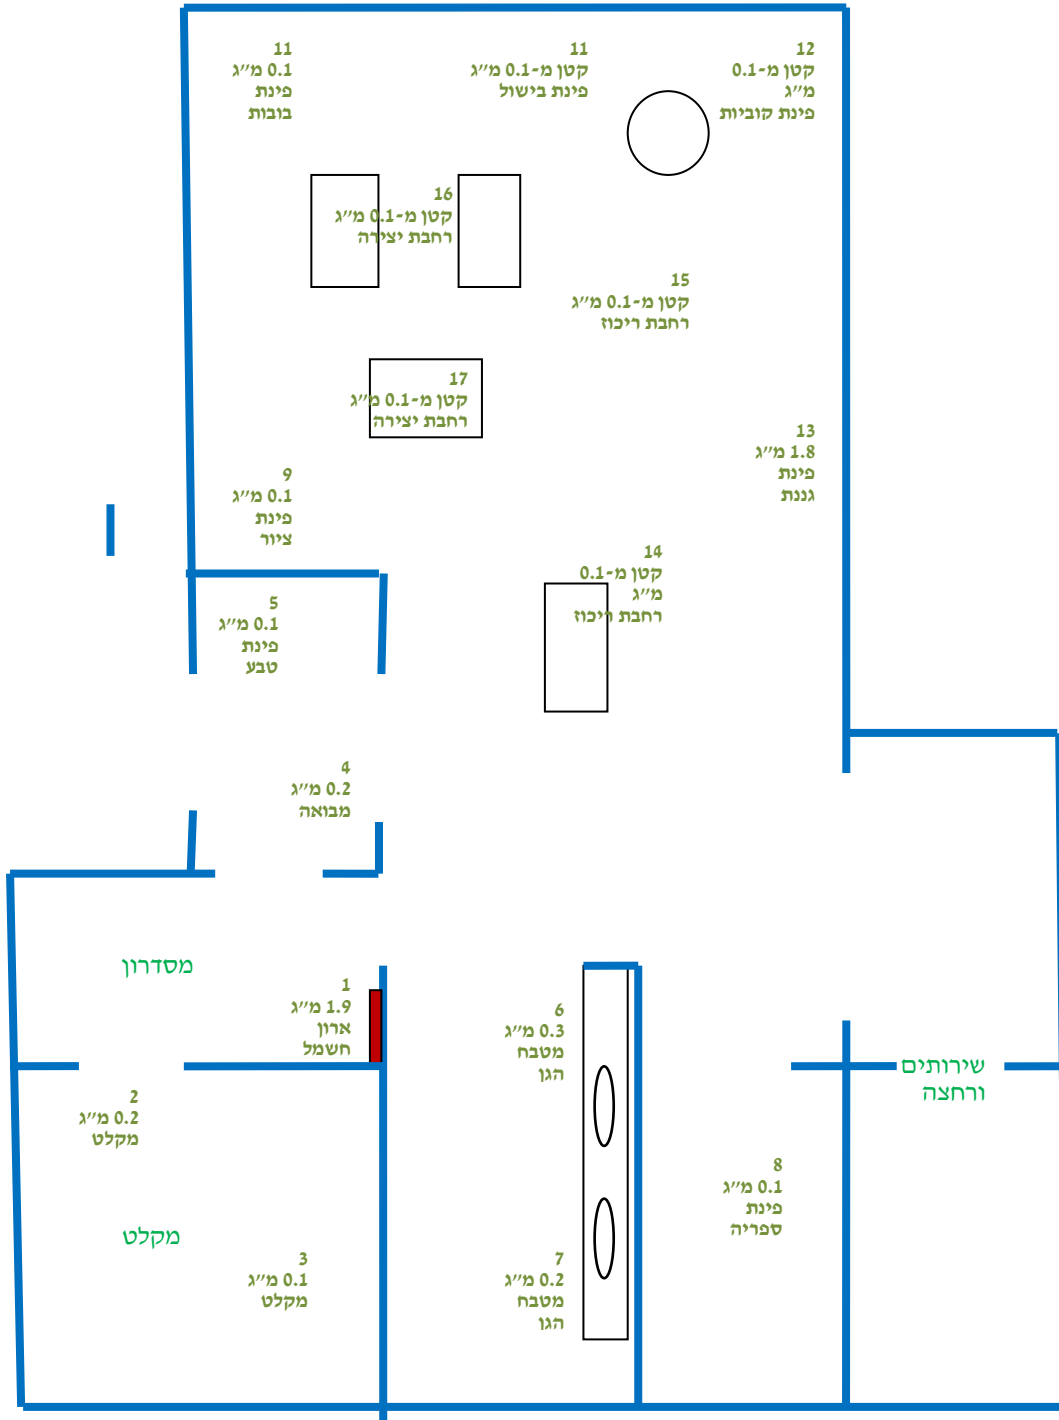 11
0.1 מ"ג
פינת
בובות
11
קטן מ-0.1 מ"ג
פינת בישול
12
קטן מ-0.1
מ"ג
פינת קוביות
16
קטן מ-0.1 מ"ג
רחבת יצירה
15
קטן מ-0.1 מ"ג
רחבת ריכוז
17
קטן מ-0.1 מ"ג
רחבת יצירה
13
1.8 מ"ג
פינת
גננת
9
0.1 מ"ג
פינת
ציור
14
קטן מ-0.1
מ"ג
רחבת ריכוז
5
0.1 מ"ג
פינת
טבע
4
0.2 מ"ג
מבואה
מסדרון
1
1.9 מ"ג
ארון
חשמל
6
0.3 מ"ג
מטבח
הגן
שירותים
ורחצה
2
0.2 מ"ג
מקלט
8
0.1 מ"ג
פינת
ספריה
מקלט
3
0.1 מ"ג
מקלט
7
0.2 מ"ג
מטבח
הגן